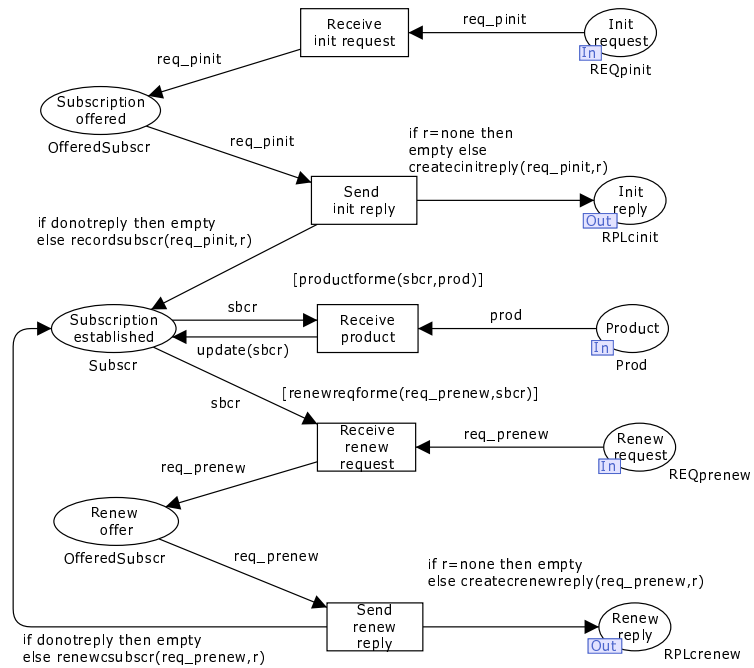 Receive
init request
req_pinit
Init
request
In
REQpinit
req_pinit
Subscription
offered
OfferedSubscr
req_pinit
if r=none then
empty else
createcinitreply(req_pinit,r)
Send
init reply
Init
reply
Out
RPLcinit
if donotreply then empty
else recordsubscr(req_pinit,r)
[productforme(sbcr,prod)]
Subscription
established
Subscr
sbcr
update(sbcr)
Receive
product
prod
Product
In
Prod
sbcr
[renewreqforme(req_prenew,sbcr)]
Receive
renew
request
req_prenew
Renew
request
In
REQprenew
req_prenew
Renew
offer
OfferedSubscr
req_prenew
if r=none then empty
else createcrenewreply(req_prenew,r)
Send
renew
reply
Renew
reply
Out
RPLcrenew
if donotreply then empty
else renewcsubscr(req_prenew,r)